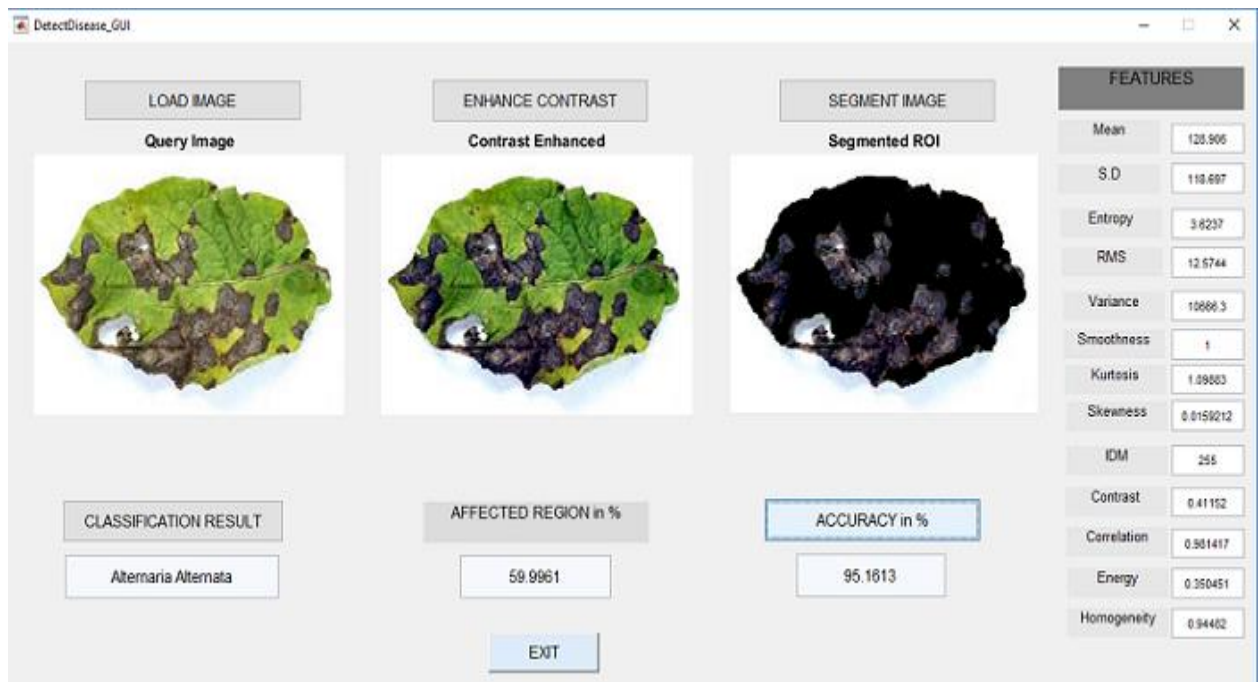 DetectDisease_GUI
LOAD IMAGE
ENHANCE CONTRAST
SEGMENT IMAGE
Query Image
Contrast Enhanced
Segmented ROI
FEATURES
Mean 128.906
S.D 118.697
Entropy 3.6237
RMS 12.5744
Variance 10686.3
Smoothness 1
Kurtosis 1.09883
Skewness 0.0159212
IDM 255
Contrast 0.41152
Correlation 0.981417
Energy 0.350451
Homogeneity 0.94482
CLASSIFICATION RESULT
Alternaria Alternata
AFFECTED REGION in %
59.9961
ACCURACY in %
95.1613
EXIT